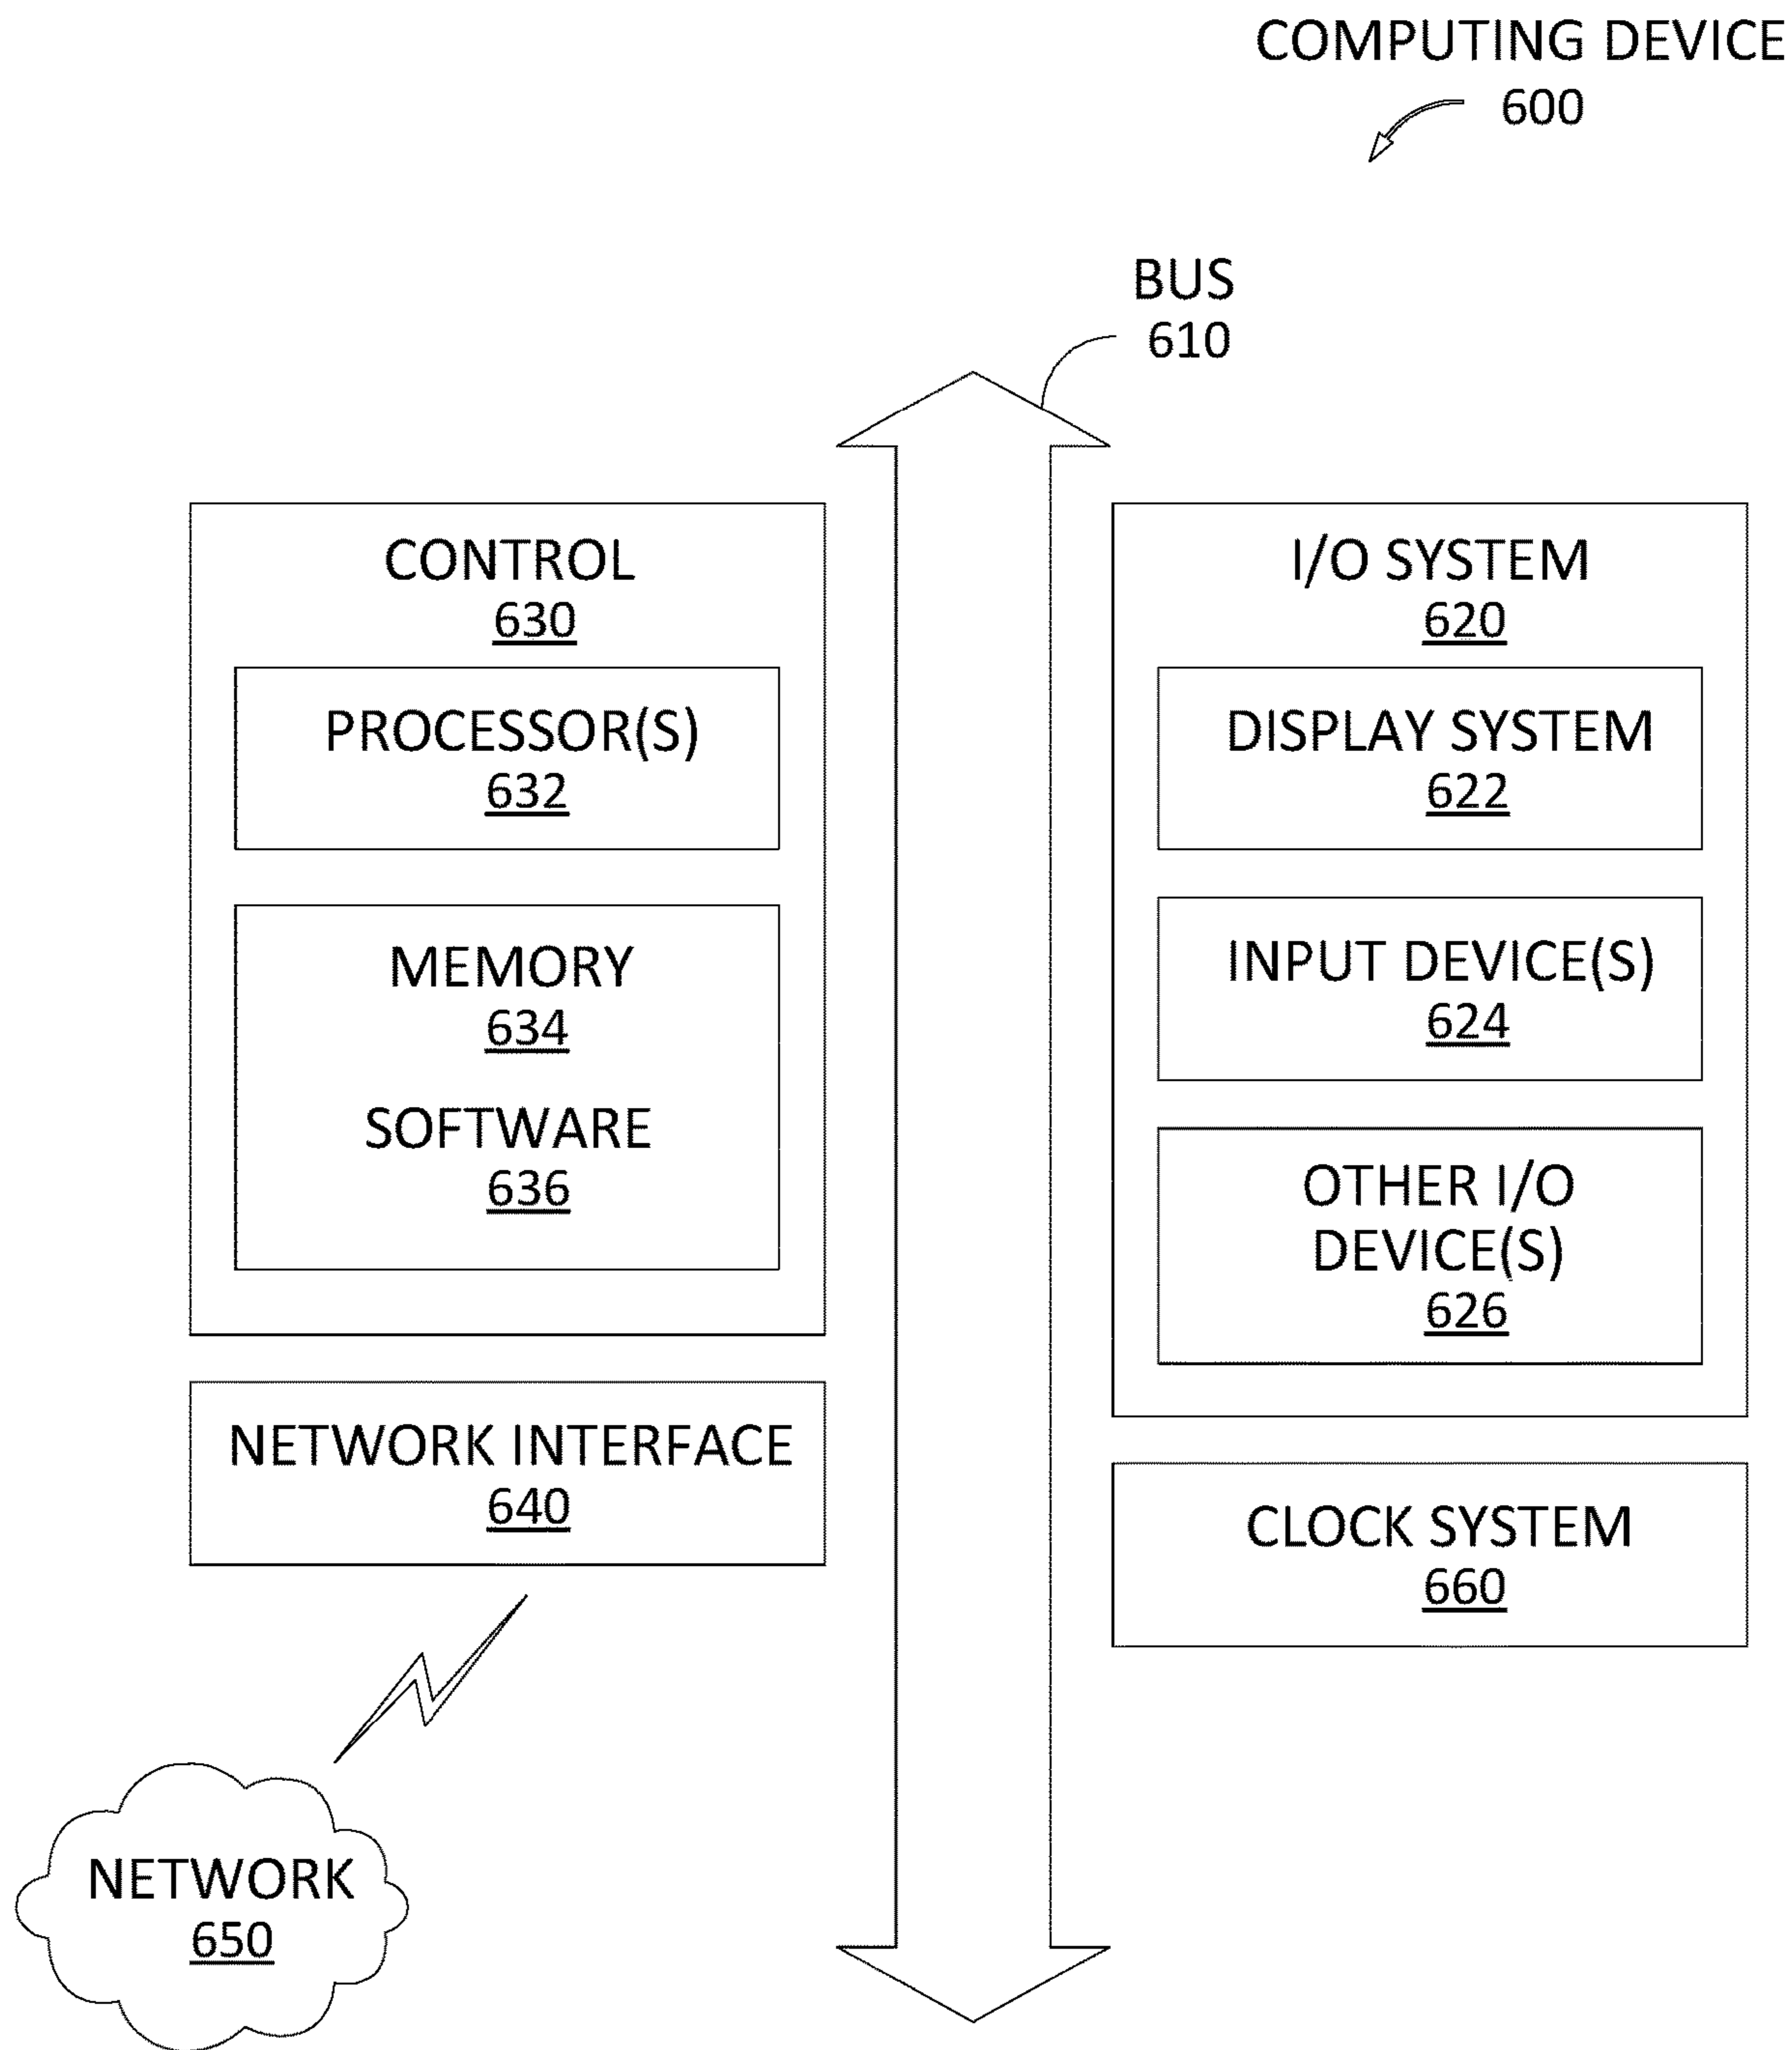 COMPUTING DEVICE
600
BUS
610
CONTROL
630
PROCESSOR(S)
632
MEMORY
634
SOFTWARE
636
NETWORK INTERFACE
640
NETWORK
650
I/O SYSTEM
620
DISPLAY SYSTEM
622
INPUT DEVICE(S)
624
OTHER I/O
DEVICE(S)
626
CLOCK SYSTEM
660